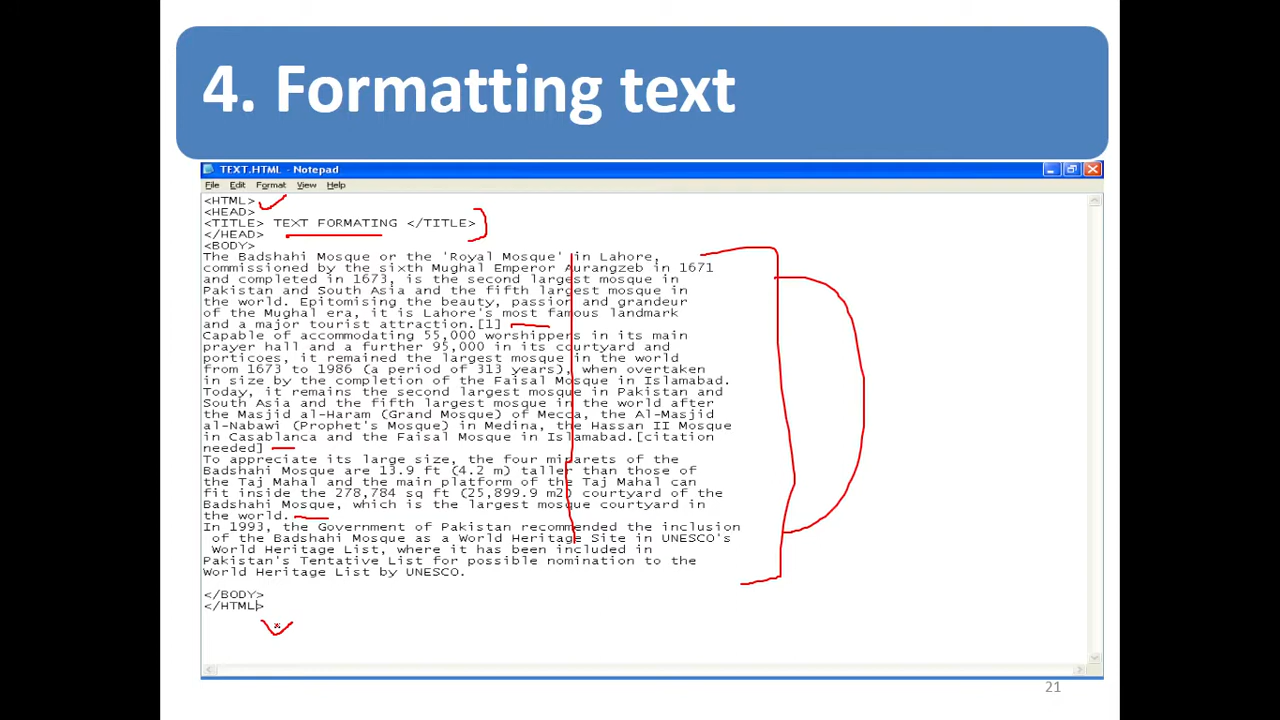 4. Formatting text
TEXT.HTML - Notepad
File Edit Format View Help
<HTML>
<HEAD>
<TITLE> TEXT FORMATING </TITLE>
</HEAD>
<BODY>
The Badshahi Mosque or the 'Royal Mosque' in Lahore,
commissioned by the sixth Mughal Emperor Aurangzeb in 1671
and completed in 1673, is the second largest mosque in
Pakistan and South Asia and the fifth largest mosque in
the world. Epitomising the beauty, passion and grandeur
of the Mughal era, it is Lahore's most famous landmark
and a major tourist attraction.[1]
Capable of accommodating 55,000 worshippers in its main
prayer hall and a further 95,000 in its courtyard and
porticoes, it remained the largest mosque in the world
from 1673 to 1986 (a period of 313 years), when overtaken
in size by the completion of the Faisal Mosque in Islamabad.
Today, it remains the second largest mosque in Pakistan and
South Asia and the fifth largest mosque in the world after
the Masjid al-Haram (Grand Mosque) of Mecca, the Al-Masjid
al-Nabawi (Prophet's Mosque) in Medina, the Hassan II Mosque
in Casablanca and the Faisal Mosque in Islamabad.[citation
needed]
To appreciate its large size, the four minarets of the
Badshahi Mosque are 13.9 ft (4.2 m) taller than those of
the Taj Mahal and the main platform of the Taj Mahal can
fit inside the 278,784 sq ft (25,899.9 m2) courtyard of the
Badshahi Mosque, which is the largest mosque courtyard in
the world.
In 1993, the Government of Pakistan recommended the inclusion
of the Badshahi Mosque as a World Heritage Site in UNESCO's
World Heritage List, where it has been included in
Pakistan's Tentative List for possible nomination to the
World Heritage List by UNESCO.
</BODY>
</HTML>
21